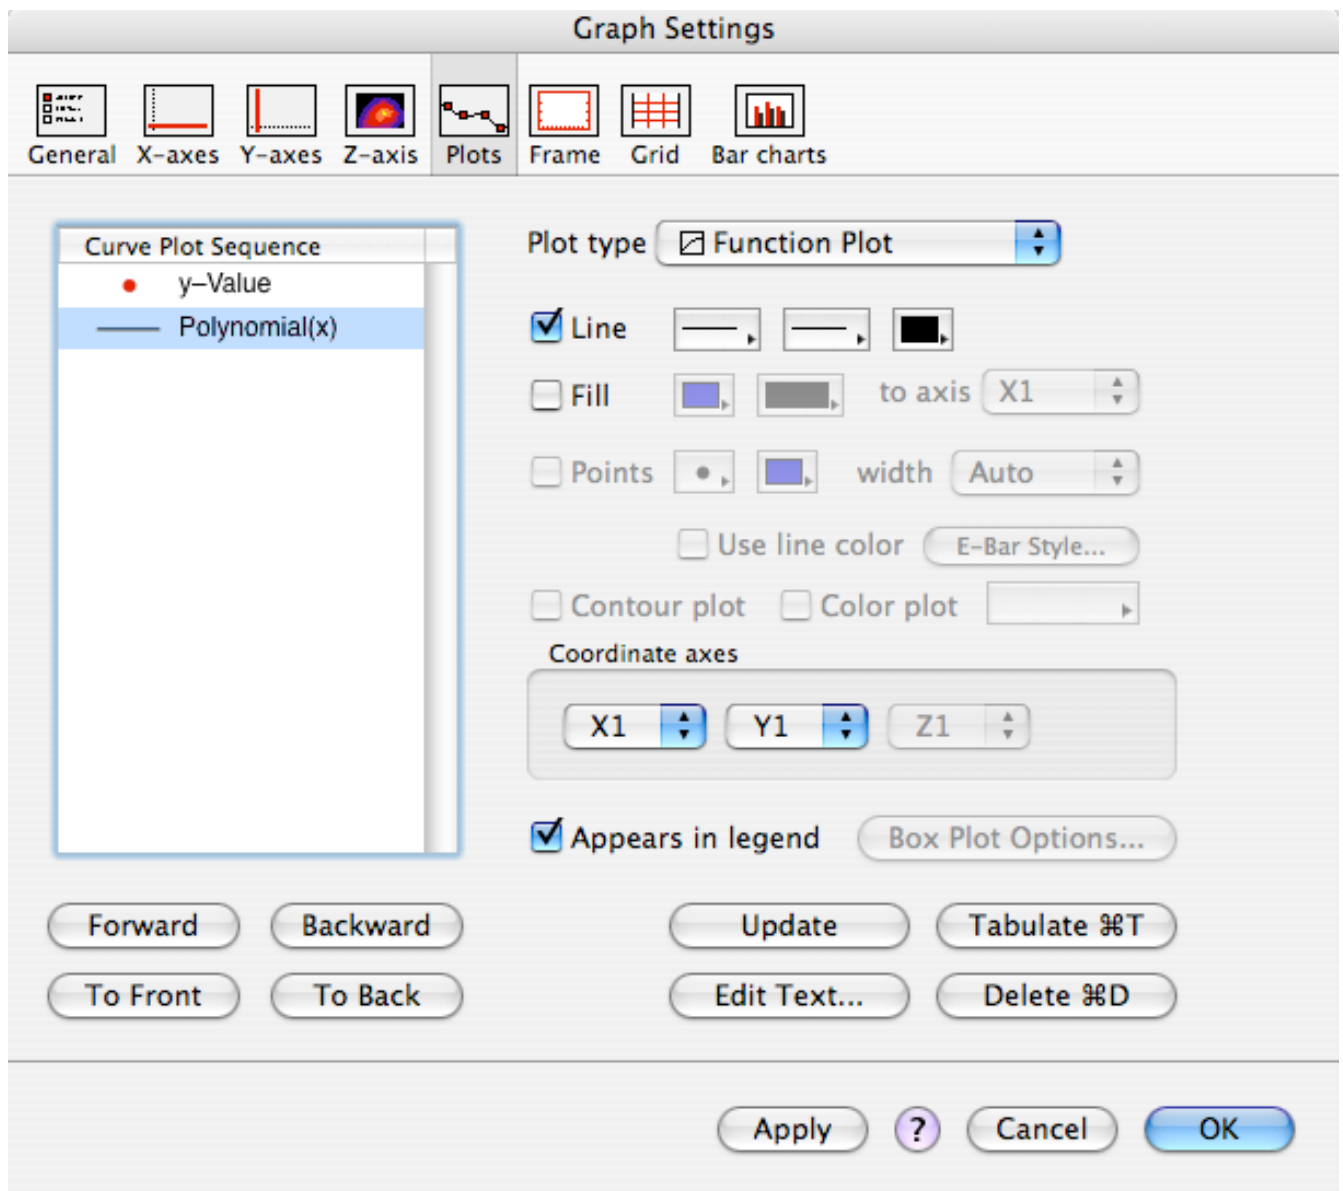 Graph Settings
General X-axes Y-axes Z-axis Plots Frame Grid Bar charts
Curve Plot Sequence
y–Value
Polynomial(x)
Plot type Function Plot
Line
Fill to axis X1
Points width Auto
Use line color E-Bar Style...
Contour plot Color plot
Coordinate axes
X1 Y1 Z1
Appears in legend Box Plot Options...
Forward Backward Update Tabulate ⌘T
To Front To Back Edit Text... Delete ⌘D
Apply ? Cancel OK